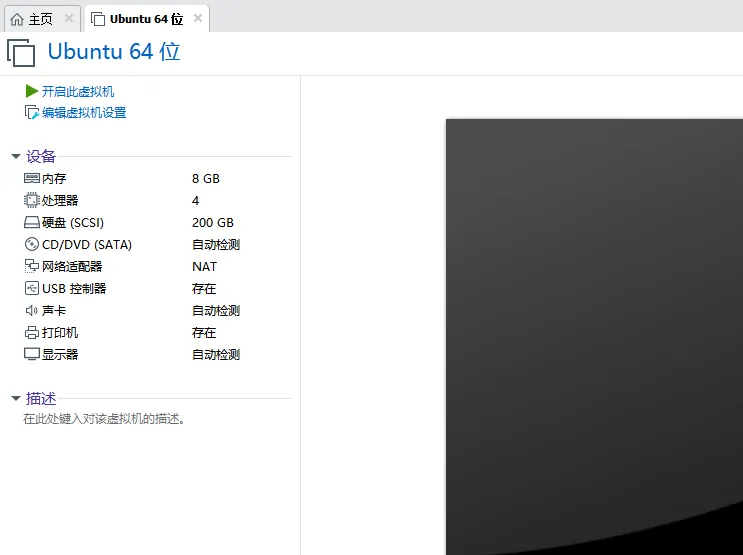 主页 Ubuntu 64 位
Ubuntu 64 位
开启此虚拟机
编辑虚拟机设置
设备
内存 8 GB
处理器 4
硬盘 (SCSI) 200 GB
CD/DVD (SATA) 自动检测
网络适配器 NAT
USB 控制器 存在
声卡 自动检测
打印机 存在
显示器 自动检测
描述
在此处键入对该虚拟机的描述。